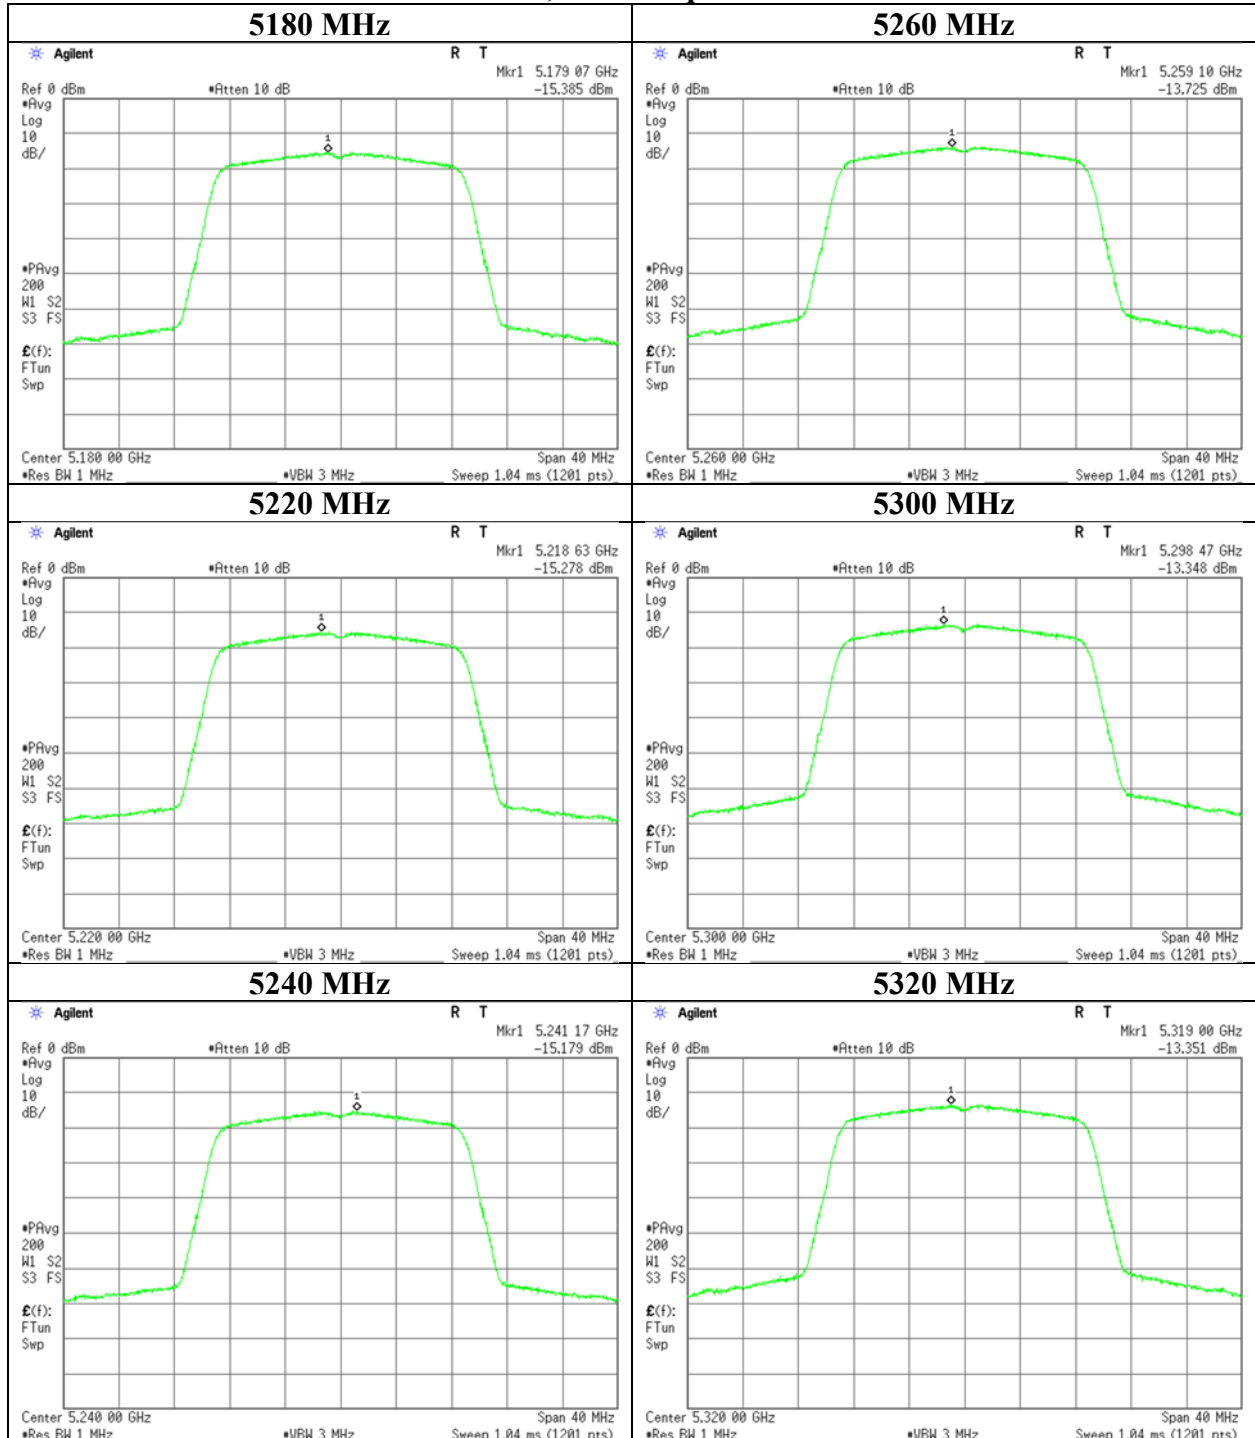 5180 MHz
Agilent
R T
Mkr1 5.179 07 GHz
Ref 0 dBm
*Atten 10 dB
-15.385 dBm
*Avg
Log
10
dB/
1
*PAvg
200
W1 S2
S3 FS
£(f):
FTun
Swp
Center 5.180 00 GHz
Span 40 MHz
*Res BW 1 MHz
*VBW 3 MHz
Sweep 1.04 ms (1201 pts)
5260 MHz
Agilent
R T
Mkr1 5.259 10 GHz
Ref 0 dBm
*Atten 10 dB
-13.725 dBm
*Avg
Log
10
dB/
1
*PAvg
200
W1 S2
S3 FS
£(f):
FTun
Swp
Center 5.260 00 GHz
Span 40 MHz
*Res BW 1 MHz
*VBW 3 MHz
Sweep 1.04 ms (1201 pts)
5220 MHz
Agilent
R T
Mkr1 5.218 63 GHz
Ref 0 dBm
*Atten 10 dB
-15.278 dBm
*Avg
Log
10
dB/
1
*PAvg
200
W1 S2
S3 FS
£(f):
FTun
Swp
Center 5.220 00 GHz
Span 40 MHz
*Res BW 1 MHz
*VBW 3 MHz
Sweep 1.04 ms (1201 pts)
5300 MHz
Agilent
R T
Mkr1 5.298 47 GHz
Ref 0 dBm
*Atten 10 dB
-13.348 dBm
*Avg
Log
10
dB/
1
*PAvg
200
W1 S2
S3 FS
£(f):
FTun
Swp
Center 5.300 00 GHz
Span 40 MHz
*Res BW 1 MHz
*VBW 3 MHz
Sweep 1.04 ms (1201 pts)
5240 MHz
Agilent
R T
Mkr1 5.241 17 GHz
Ref 0 dBm
*Atten 10 dB
-15.179 dBm
*Avg
Log
10
dB/
1
*PAvg
200
W1 S2
S3 FS
£(f):
FTun
Swp
Center 5.240 00 GHz
Span 40 MHz
*Res BW 1 MHz
*VBW 3 MHz
Sweep 1.04 ms (1201 pts)
5320 MHz
Agilent
R T
Mkr1 5.319 00 GHz
Ref 0 dBm
*Atten 10 dB
-13.351 dBm
*Avg
Log
10
dB/
1
*PAvg
200
W1 S2
S3 FS
£(f):
FTun
Swp
Center 5.320 00 GHz
Span 40 MHz
*Res BW 1 MHz
*VBW 3 MHz
Sweep 1.04 ms (1201 pts)